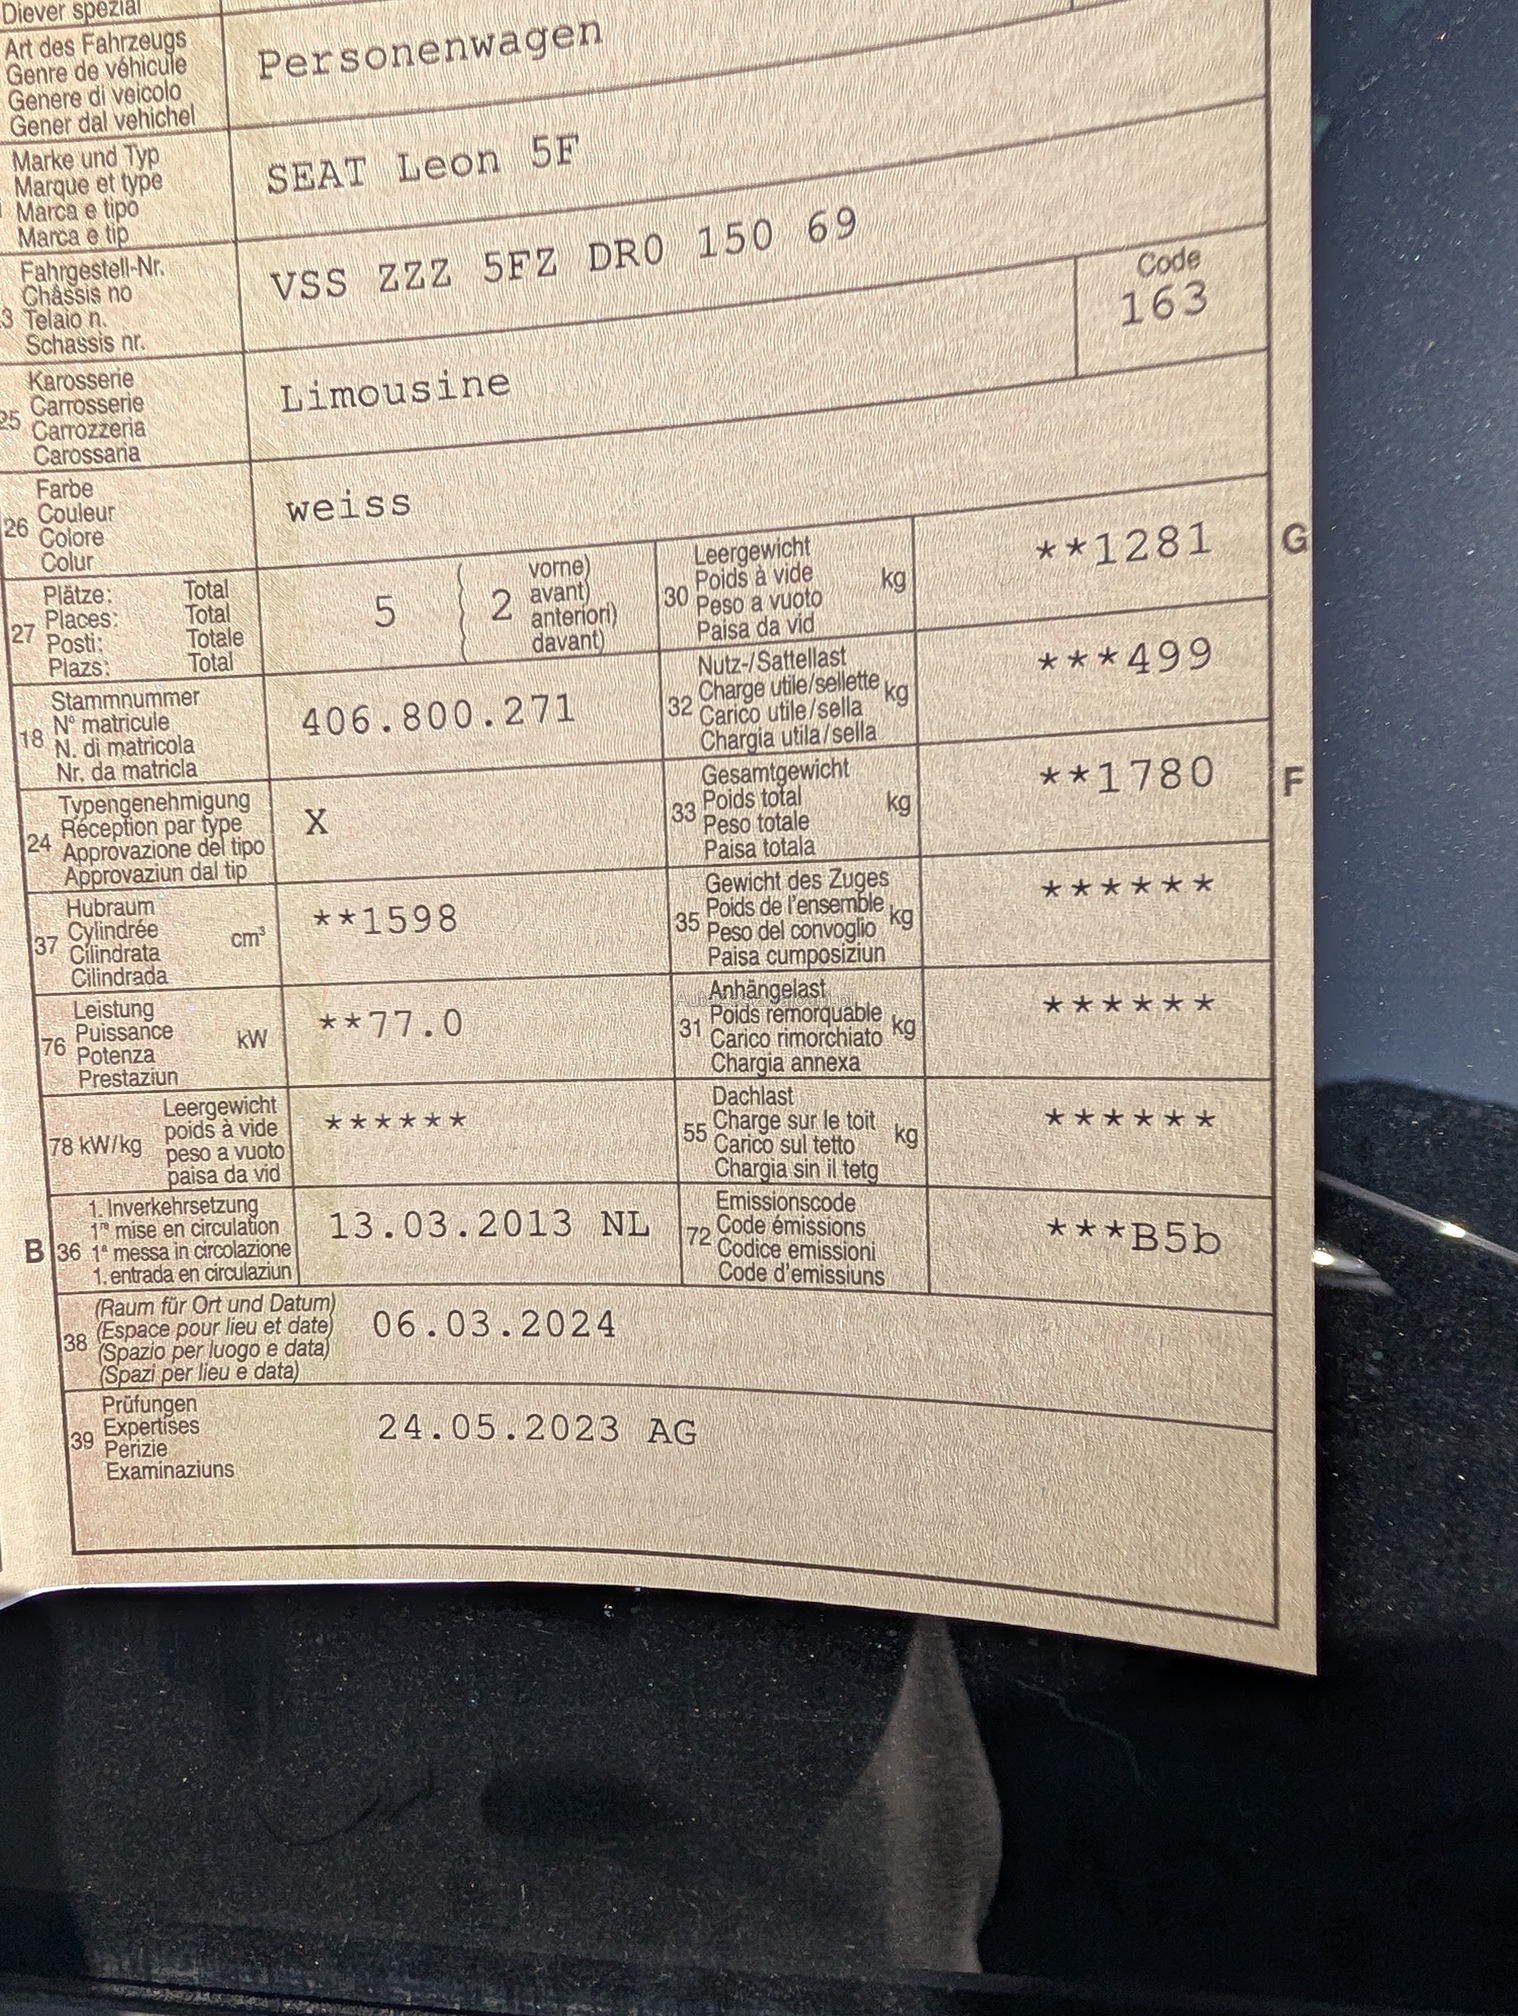 Diever spezial
Art des Fahrzeugs
Genre de véhicule
Genere di veicolo
Gener dal vehichel
Personenwagen
Marke und Typ
Marque et type
Marca e tipo
Marca e tip
SEAT Leon 5F
Fahrgestell-Nr.
Châssis no
3 Telaio n.
Schassis nr.
VSS ZZZ 5FZ DR0 150 69
Code
163
Karosserie
25 Carrosserie
Carrozzeria
Carossaria
Limousine
Farbe
26 Couleur
Colore
Colur
weiss
27 Plätze: Total
Places: Total
Posti: Totale
Plazs: Total
5 { 2 vorne)
avant)
anteriori)
davant)
30 Leergewicht
Poids à vide kg
Peso a vuoto
Paisa da vid
**1281
G
18 Stammnummer
N° matricule
N. di matricola
Nr. da matricla
406.800.271
32 Nutz-/Sattellast
Charge utile/sellette kg
Carico utile/sella
Chargia utila/sella
***499
24 Typengenehmigung
Réception par type
Approvazione del tipo
Approvaziun dal tip
X
33 Gesamtgewicht
Poids total kg
Peso totale
Paisa totala
**1780
F
37 Hubraum
Cylindrée cm³
Cilindrata
Cilindrada
**1598
35 Gewicht des Zuges
Poids de l'ensemble kg
Peso del convoglio
Paisa cumposiziun
******
76 Leistung
Puissance kW
Potenza
Prestaziun
**77.0
31 Anhängelast
Poids remorquable kg
Carico rimorchiato
Chargia annexa
******
78 kW/kg Leergewicht
poids à vide
peso a vuoto
paisa da vid
******
55 Dachlast
Charge sur le toit kg
Carico sul tetto
Chargia sin il tetg
******
B 36 1. Inverkehrsetzung
1re mise en circulation
1a messa in circolazione
1. entrada en circulaziun
13.03.2013 NL
72 Emissionscode
Code émissions
Codice emissioni
Code d'emissiuns
***B5b
38 (Raum für Ort und Datum)
(Espace pour lieu et date)
(Spazio per luogo e data)
(Spazi per lieu e data)
06.03.2024
39 Prüfungen
Expertises
Perizie
Examinaziuns
24.05.2023 AG